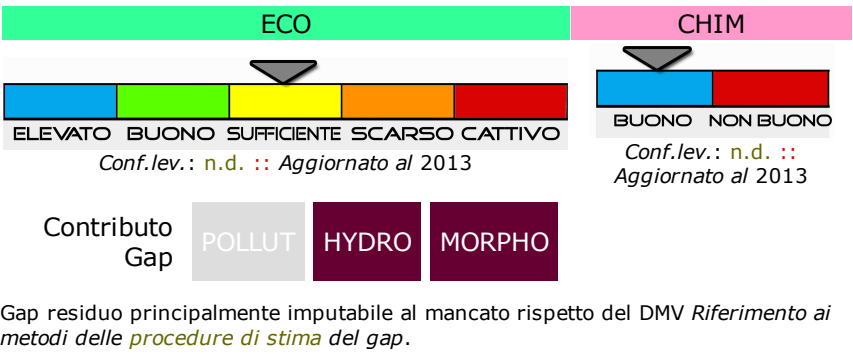 ECO CHIM
ELEVATO BUONO SUFFICIENTE SCARSO CATTIVO
BUONO NON BUONO
Conf.lev.: n.d. :: Aggiornato al 2013
Conf.lev.: n.d. ::
Aggiornato al 2013
Contributo
Gap
POLLUT HYDRO MORPHO
Gap residuo principalmente imputabile al mancato rispetto del DMV Riferimento ai
metodi delle procedure di stima del gap.